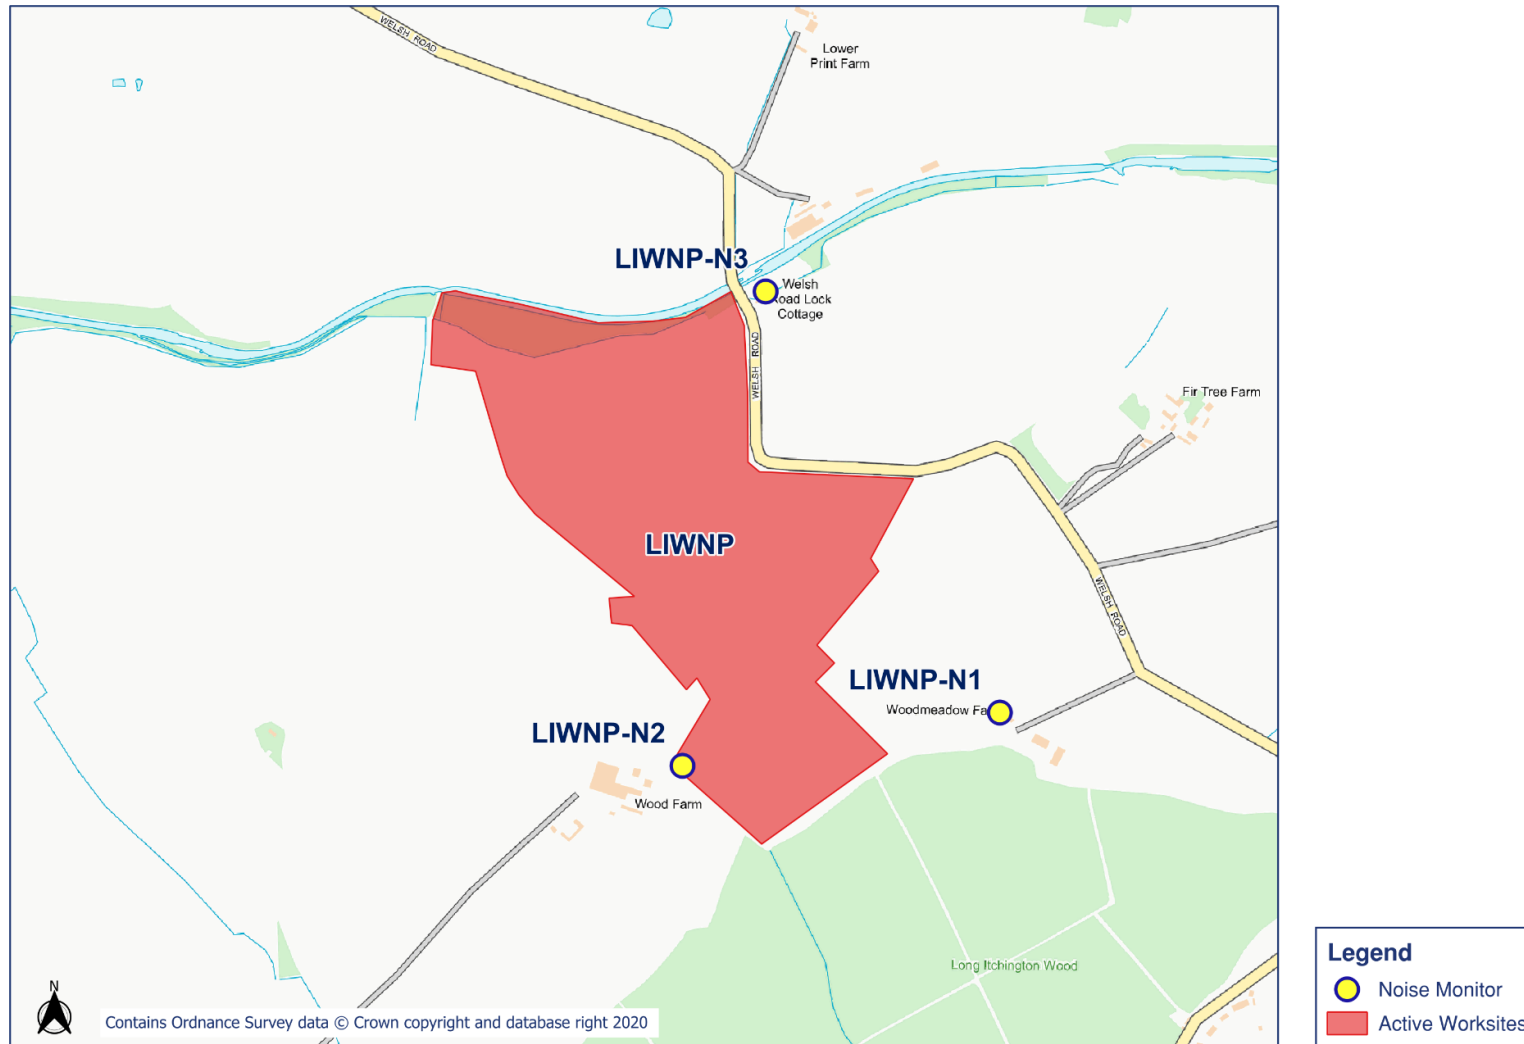 WELSH ROAD
Lower
Print Farm
LIWNP-N3
Welsh
oad Lock
Cottage
WELSH ROAD
Fir Tree Farm
LIWNP
WELSH ROAD
LIWNP-N1
Woodmeadow Fa
LIWNP-N2
Wood Farm
Long Itchington Wood
N
Contains Ordnance Survey data © Crown copyright and database right 2020
Legend
Noise Monitor
Active Worksites